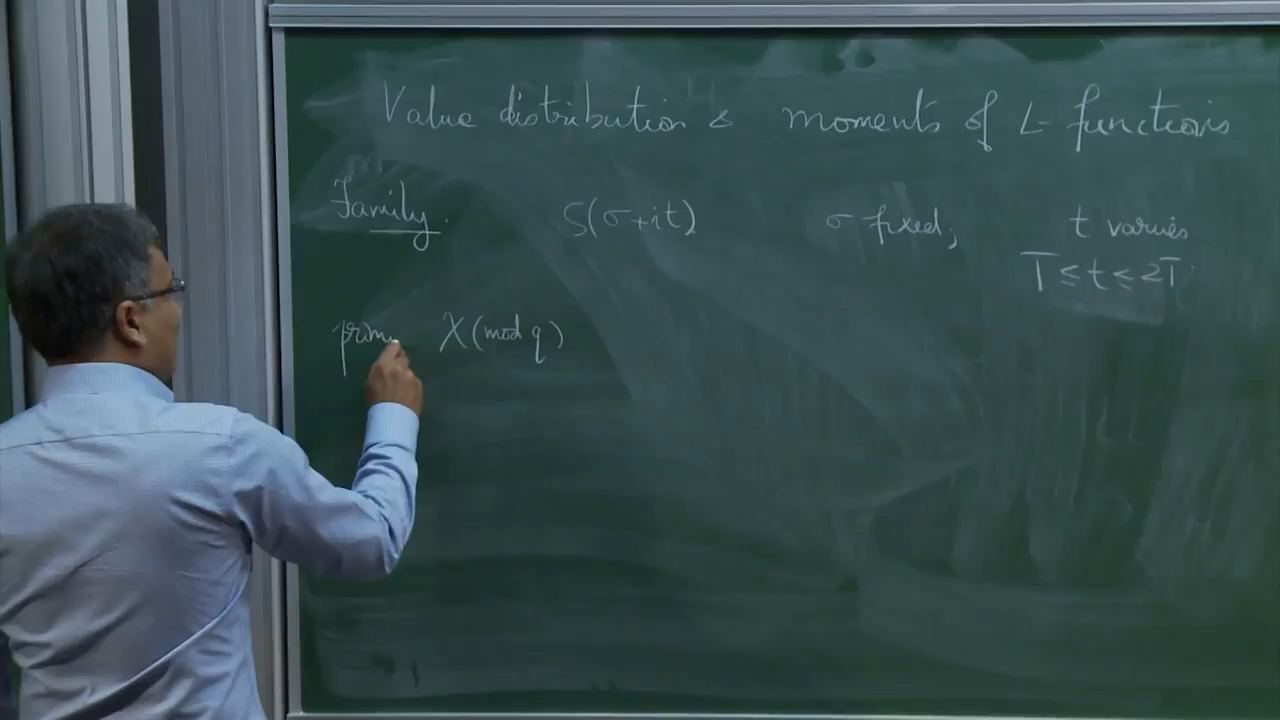 Value distribution & moments of L-functions
Family. ζ(σ+it) σ fixed; t varies
T ≤ t ≤ 2T
prim χ(mod q)